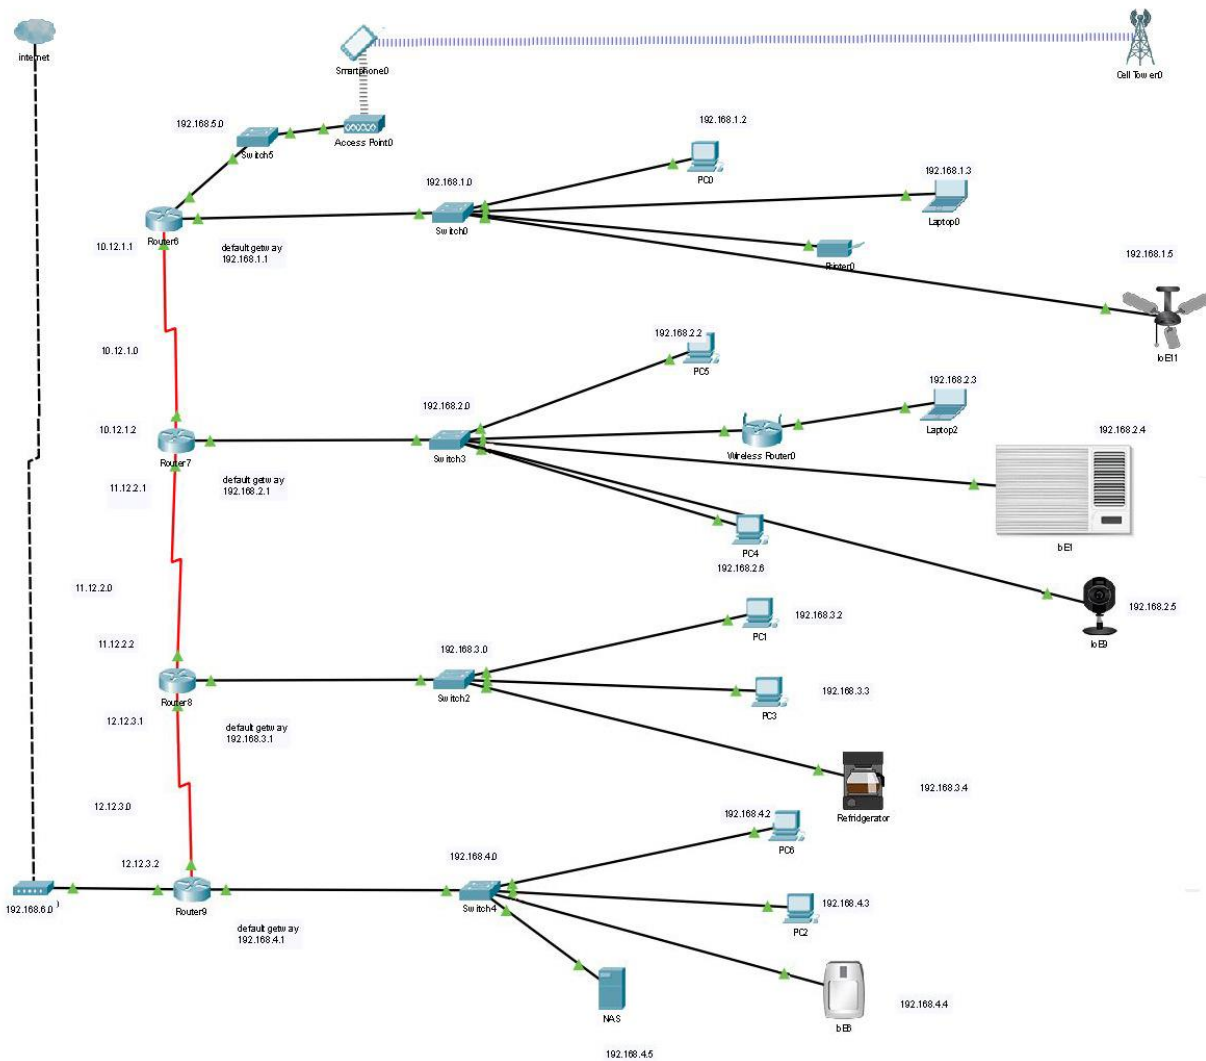 internet
Smartphone0
Cell Tower0
192.168.5.0
Switch5
Access Point0
192.168.1.2
PC0
192.168.1.0
Switch0
192.168.1.3
Laptop0
Router6
10.12.1.1
default getway
192.168.1.1
Printer0
192.168.1.5
IoE11
10.12.1.0
192.168.2.2
PC5
192.168.2.3
Laptop2
192.168.2.0
Switch3
10.12.1.2
Router7
Wireless Router0
192.168.2.4
11.12.2.1
default getway
192.168.2.1
PC4
192.168.2.6
11.12.2.0
192.168.2.5
IoE9
192.168.3.2
PC1
11.12.2.2
192.168.3.0
Switch2
Router8
192.168.3.3
PC3
12.12.3.1
default getway
192.168.3.1
192.168.3.4
Refridgerator
12.12.3.0
192.168.4.2
PC6
12.12.3.2
192.168.4.0
Switch4
Router9
192.168.6.0 )
192.168.4.3
PC2
default getway
192.168.4.1
192.168.4.4
NAS
192.168.4.5